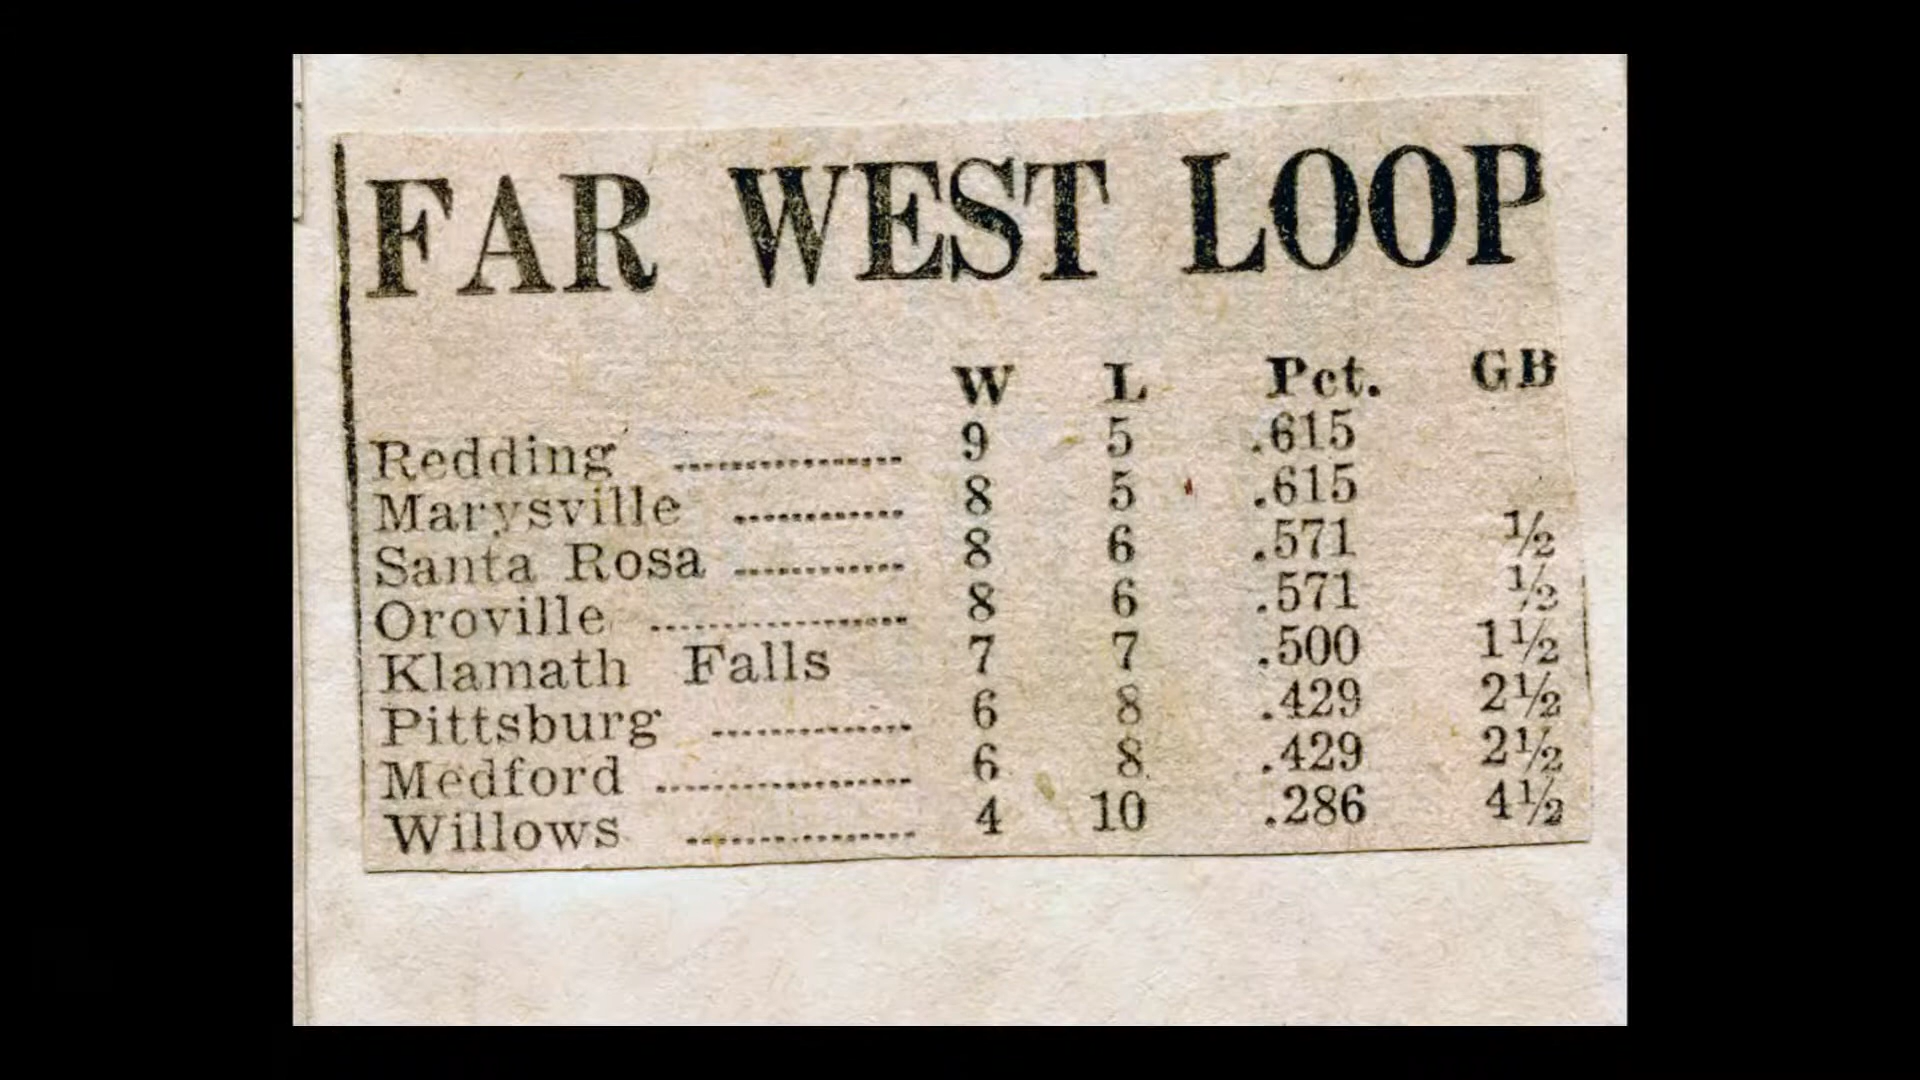 FAR WEST LOOP
W L Pct. GB
Redding 9 5 .615
Marysville 8 5 .615
Santa Rosa 8 6 .571 ½
Oroville 8 6 .571 ½
Klamath Falls 7 7 .500 1½
Pittsburg 6 8 .429 2½
Medford 6 8 .429 2½
Willows 4 10 .286 4½